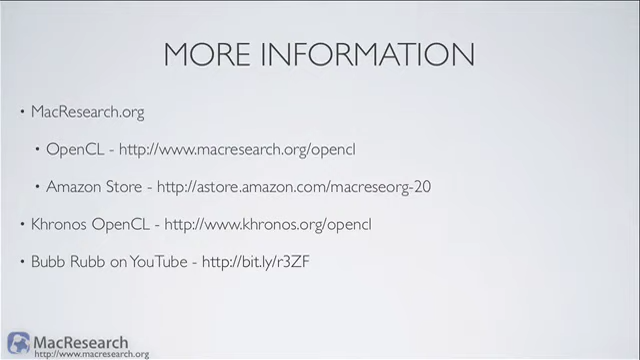 MORE INFORMATION
• MacResearch.org
• OpenCL - http://www.macresearch.org/opencl
• Amazon Store - http://astore.amazon.com/macreseorg-20
• Khronos OpenCL - http://www.khronos.org/opencl
• Bubb Rubb on YouTube - http://bit.ly/r3ZF
MacResearch
http://www.macresearch.org